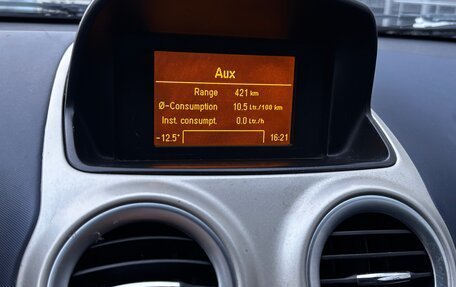 Aux
Range 421 km
Ø-Consumption 10.5 Ltr./100 km
Inst. consumpt. 0.0 Ltr./h
-12.5° 16:21